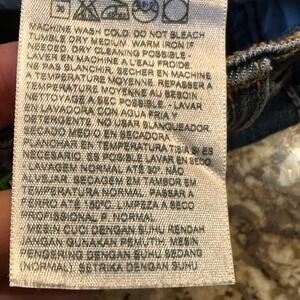 30
MACHINE WASH COLD. DO NOT BLEACH
TUMBLE DRY MEDIUM. WARM IRON IF
NEEDED. DRY CLEANING POSSIBLE.
LAVER EN MACHINE A L'EAU FROIDE.
NE PAS BLANCHIR. SECHER EN MACHINE
A TEMPERATURE MOYENNE. REPASSER A
TEMPERATURE MOYENNE AU BESOIN
NETTOYAGE A SEC POSSIBLE. - LAVAR
EN LAVADORA CON AGUA FRIA Y
DETERGENTE. NO USAR BLANQUEADOR.
SECADO MEDIO EN SECADORA.
PLANCHAR EN TEMPERATURA TIBIA SI ES
NECESARIO. ES POSIBLE LAVAR EN SECO
LAVAGEM NORMAL ATÉ 30°. NÃO
ALVEJAR. SECAGEM EM TAMBOR EM
TEMPERATURA NORMAL. PASSAR A
FERRO ATÉ 150°C. LIMPEZA A SECO
PROFISSIONAL P. NORMAL.
MESIN CUCI DENGAN SUHU RENDAH
JANGAN GUNAKAN PEMUTIH. MESIN
PENGERING DENGAN SUHU SEDANG
(NORMAL). SETRIKA DENGAN SUHU